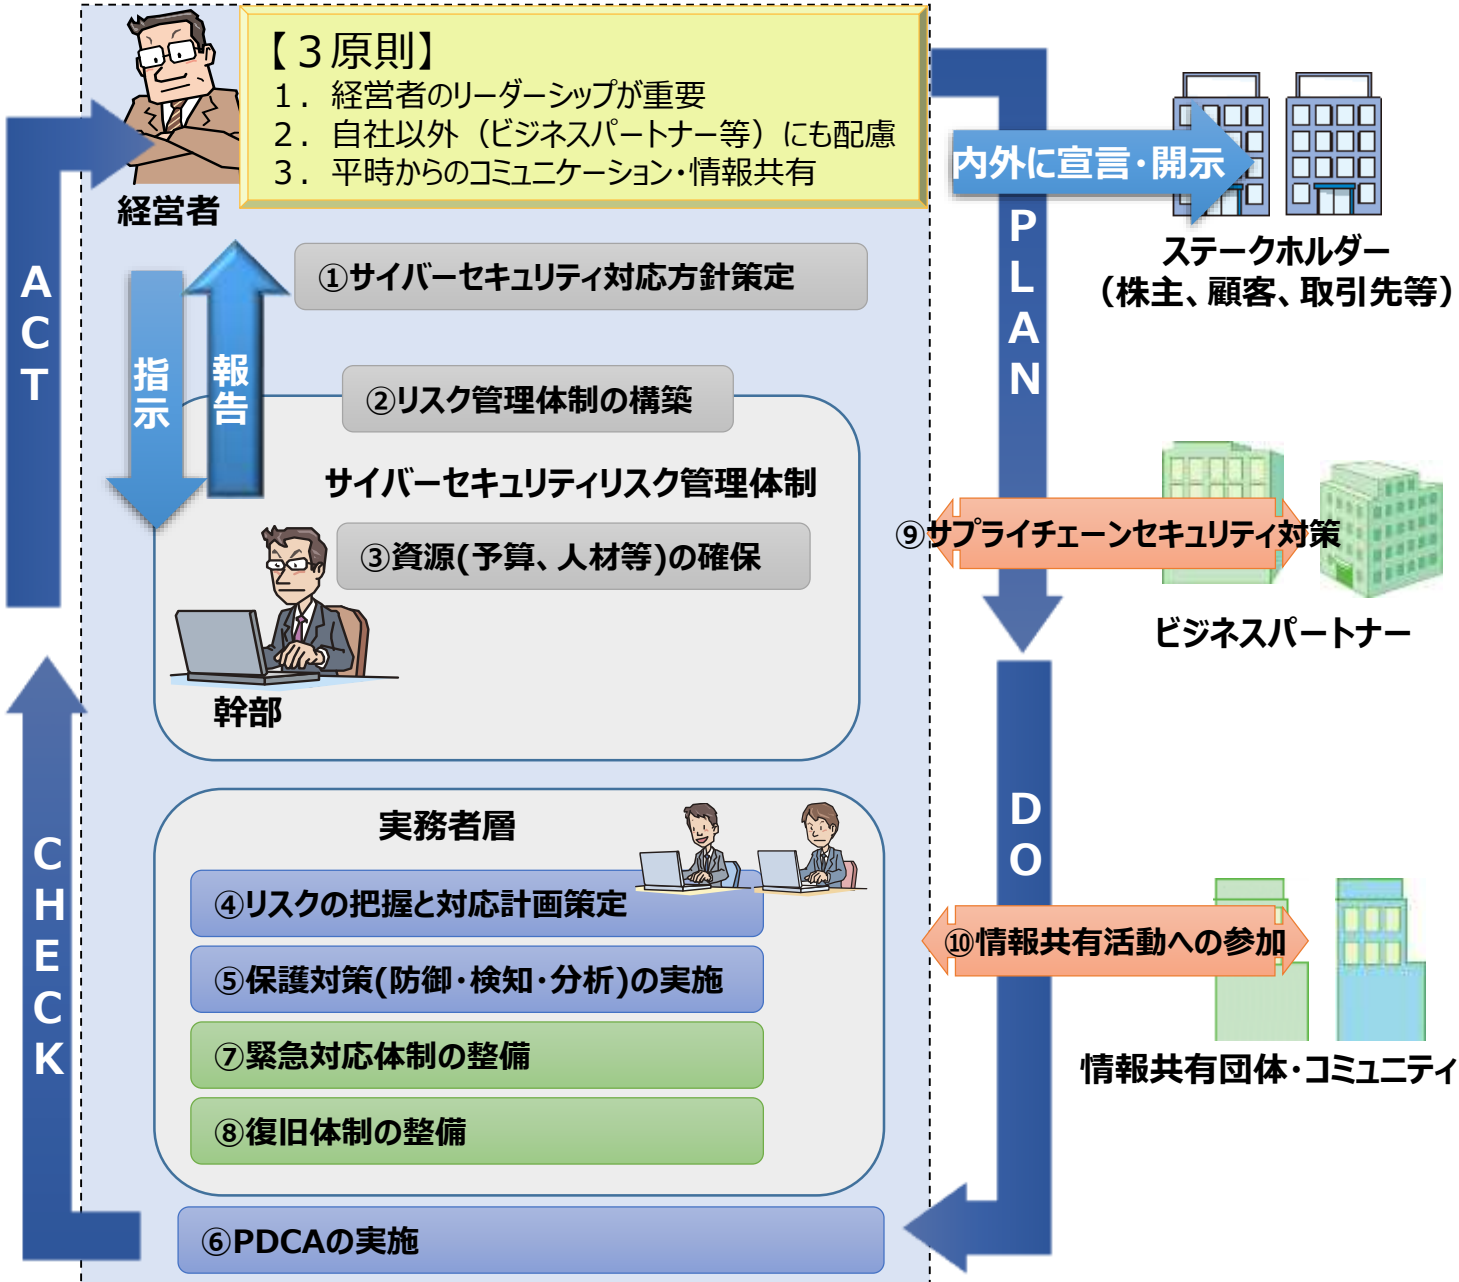 【３原則】
１．経営者のリーダーシップが重要
２．自社以外（ビジネスパートナー等）にも配慮
３．平時からのコミュニケーション・情報共有
経営者
内外に宣言・開示
ステークホルダー
（株主、顧客、取引先等）
PLAN
ACT
①サイバーセキュリティ対応方針策定
指示
報告
②リスク管理体制の構築
サイバーセキュリティリスク管理体制
③資源(予算、人材等)の確保
幹部
⑨サプライチェーンセキュリティ対策
ビジネスパートナー
DO
CHECK
実務者層
④リスクの把握と対応計画策定
⑤保護対策(防御・検知・分析)の実施
⑦緊急対応体制の整備
⑧復旧体制の整備
⑩情報共有活動への参加
情報共有団体・コミュニティ
⑥PDCAの実施